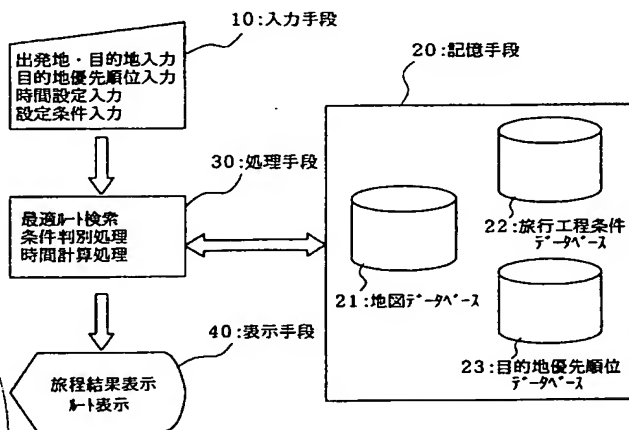 10:入力手段
出発地・目的地入力
目的地優先順位入力
時間設定入力
設定条件入力
20:記憶手段
30:処理手段
最適ルート検索
条件判別処理
時間計算処理
21:地図データベース
22:旅行工程条件
データベース
23:目的地優先順位
データベース
40:表示手段
旅程結果表示
ルート表示